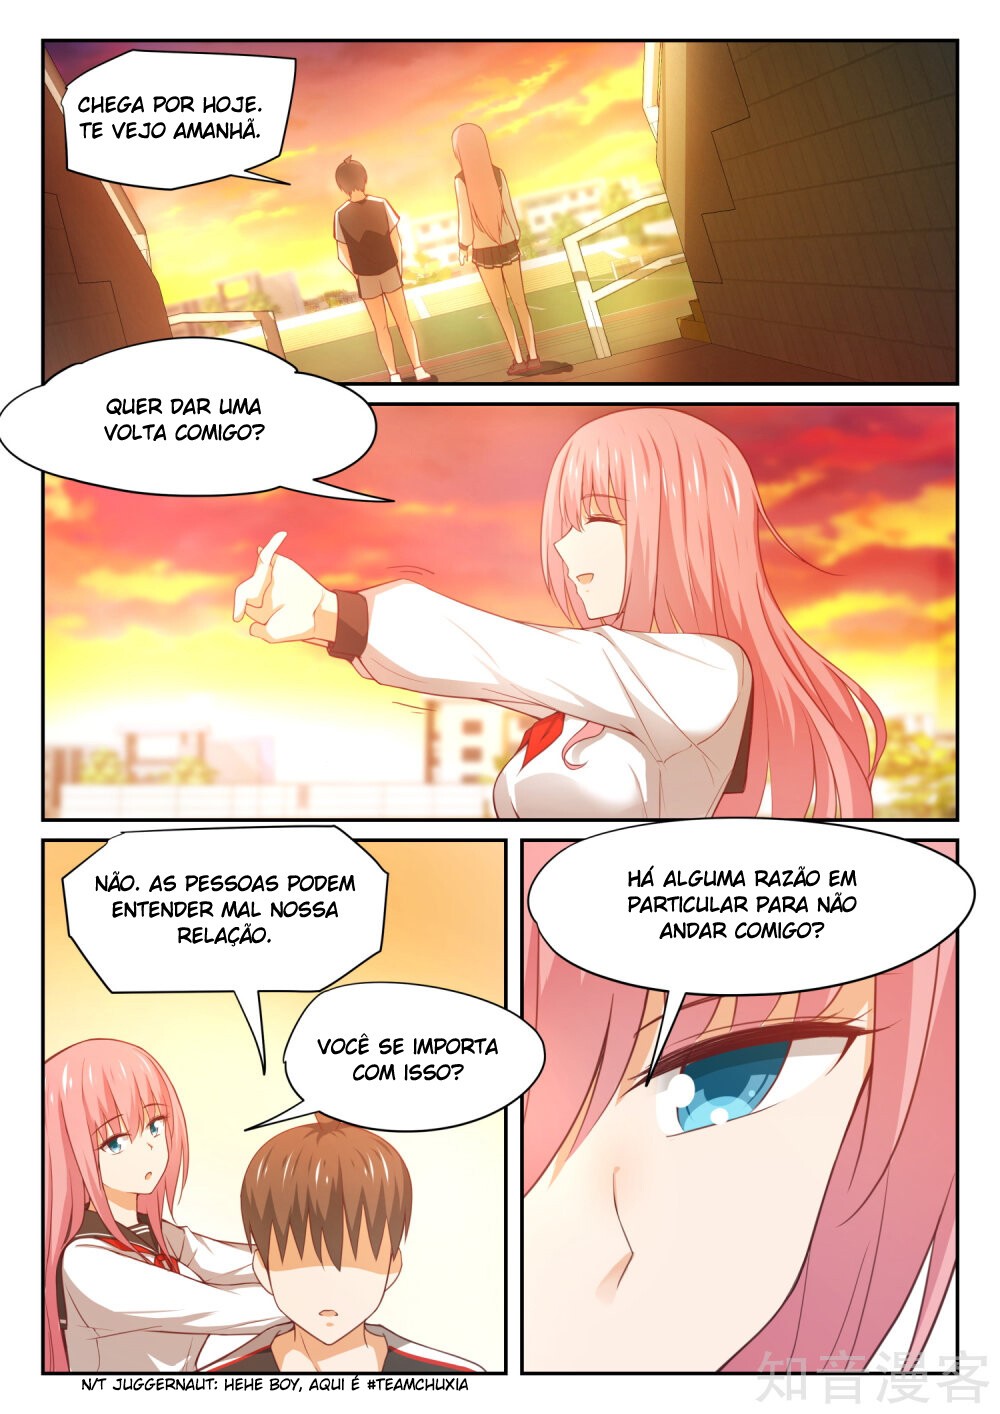 CHEGA POR HOJE.
TE VEJO AMANHÃ.
QUER DAR UMA
VOLTA COMIGO?
NÃO. AS PESSOAS PODEM
ENTENDER MAL NOSSA
RELAÇÃO.
VOCÊ SE IMPORTA
COM ISSO?
HÁ ALGUMA RAZÃO EM
PARTICULAR PARA NÃO
ANDAR COMIGO?
N/T JUGGERNAUT: HEHE BOY, AQUI É #TEAMCHUXIA
知音漫客